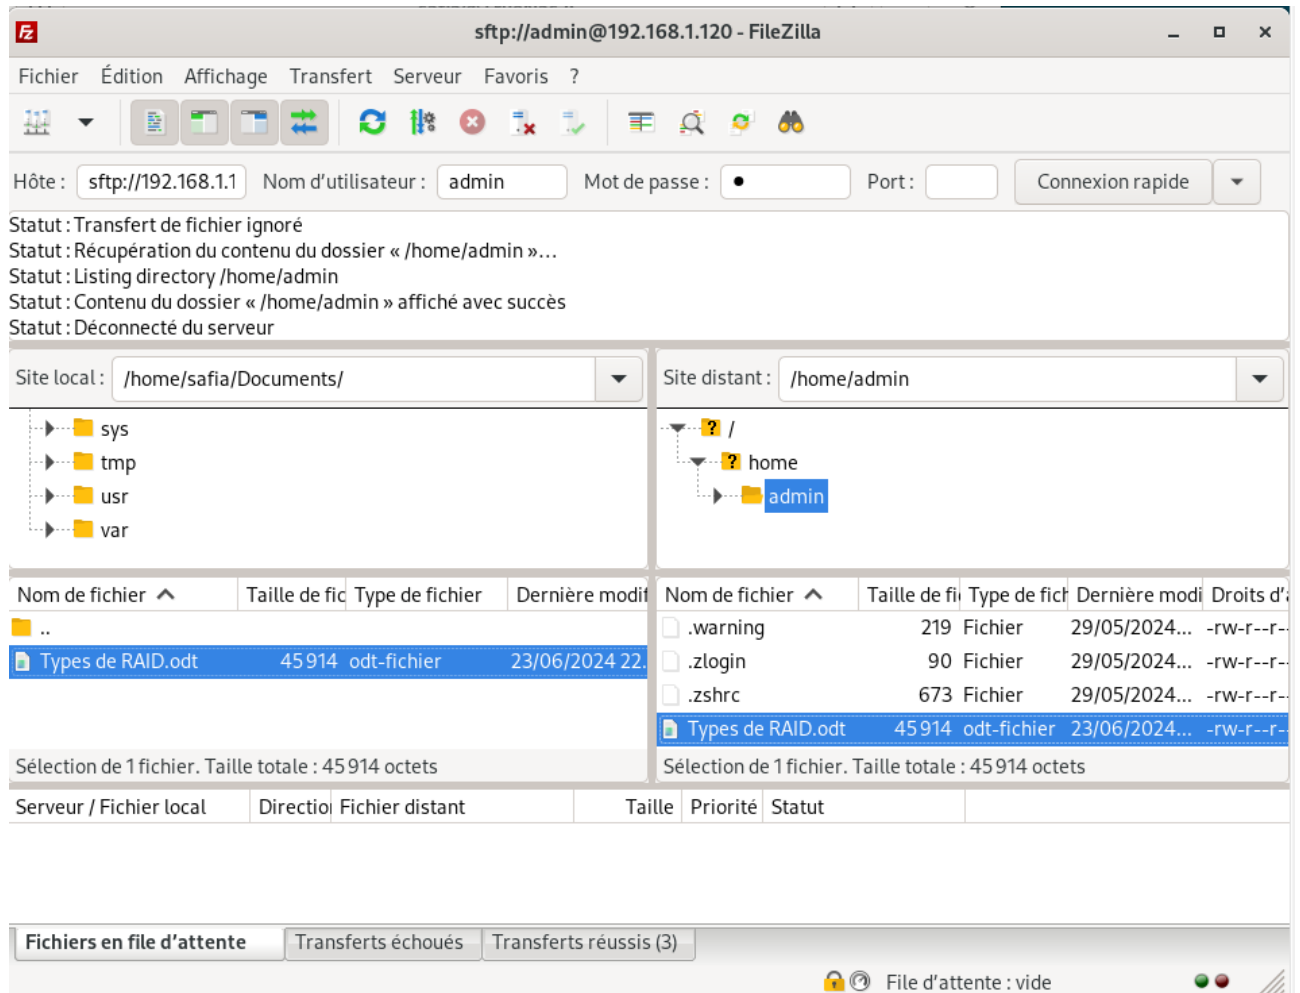 sftp://admin@192.168.1.120 - FileZilla
Fichier Édition Affichage Transfert Serveur Favoris ?
Hôte : sftp://192.168.1.1 Nom d'utilisateur : admin Mot de passe : ● Port : Connexion rapide
Statut : Transfert de fichier ignoré
Statut : Récupération du contenu du dossier « /home/admin »...
Statut : Listing directory /home/admin
Statut : Contenu du dossier « /home/admin » affiché avec succès
Statut : Déconnecté du serveur
Site local : /home/safia/Documents/
sys
tmp
usr
var
Nom de fichier Taille de fic Type de fichier Dernière modif
..
Types de RAID.odt 45 914 odt-fichier 23/06/2024 22.
Sélection de 1 fichier. Taille totale : 45 914 octets
Site distant : /home/admin
? /
? home
admin
Nom de fichier Taille de fi Type de fich Dernière modi Droits d'a
.warning 219 Fichier 29/05/2024... -rw-r--r--
.zlogin 90 Fichier 29/05/2024... -rw-r--r--
.zshrc 673 Fichier 29/05/2024... -rw-r--r--
Types de RAID.odt 45 914 odt-fichier 23/06/2024... -rw-r--r--
Sélection de 1 fichier. Taille totale : 45 914 octets
Serveur / Fichier local Direction Fichier distant Taille Priorité Statut
Fichiers en file d'attente Transferts échoués Transferts réussis (3)
File d'attente : vide